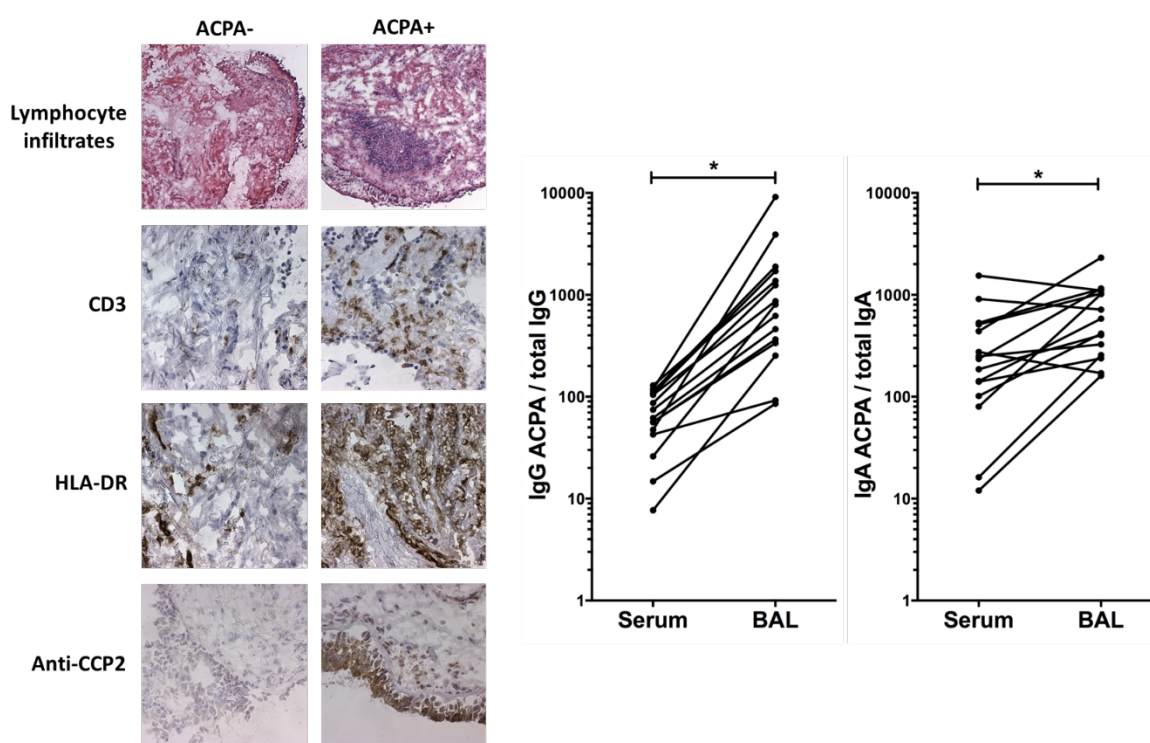 ACPA-
ACPA+
Lymphocyte
infiltrates
CD3
HLA-DR
Anti-CCP2
*
IgG ACPA / total IgG
10000
1000
100
10
1
Serum
BAL
*
IgA ACPA / total IgA
10000
1000
100
10
1
Serum
BAL